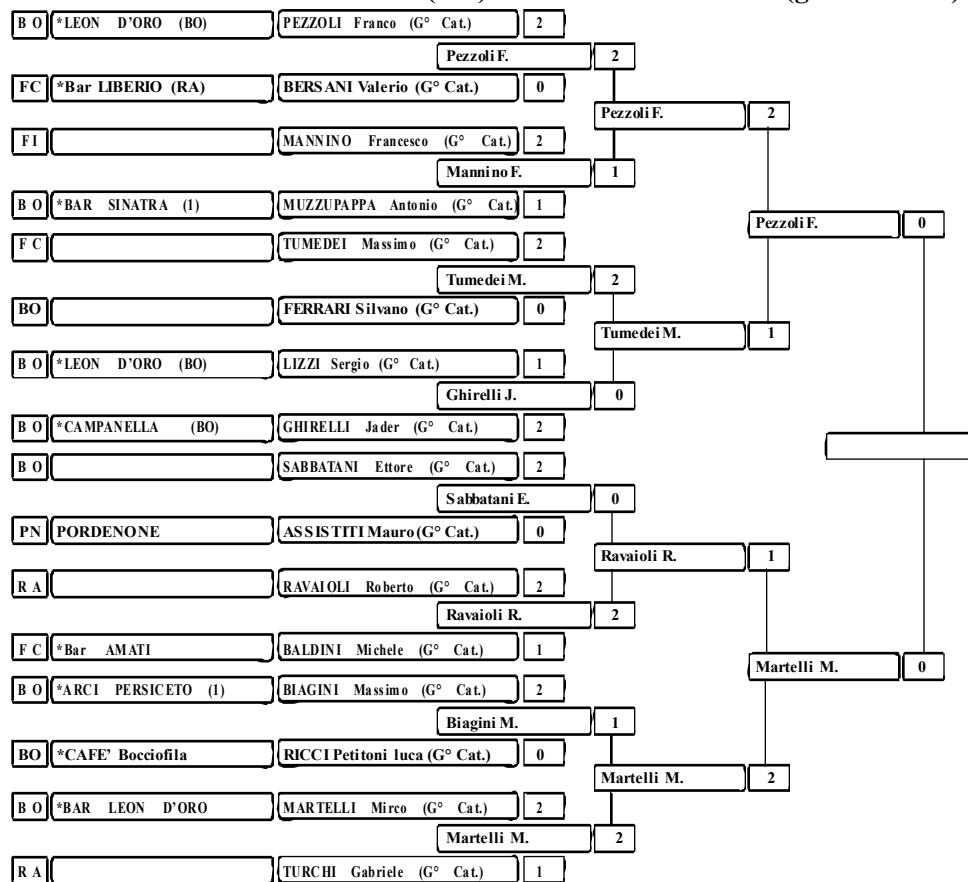 B O *LEON D'ORO (BO) PEZZOLI Franco (G° Cat.) 2
Pezzoli F. 2
FC *Bar LIBERIO (RA) BERSANI Valerio (G° Cat.) 0
Pezzoli F. 2
FI MANNINO Francesco (G° Cat.) 2
Mannino F. 1
B O *BAR SINATRA (1) MUZZUPAPPA Antonio (G° Cat.) 1
Pezzoli F. 0
F C TUMEDEI Massimo (G° Cat.) 2
Tumedei M. 2
BO FERRARI Silvano (G° Cat.) 0
Tumedei M. 1
B O *LEON D'ORO (BO) LIZZI Sergio (G° Cat.) 1
Ghirelli J. 0
B O *CAMPANELLA (BO) GHIRELLI Jader (G° Cat.) 2
B O SABBATANI Ettore (G° Cat.) 2
Sabbatani E. 0
PN PORDENONE ASSISTITI Mauro (G° Cat.) 0
Ravaioli R. 1
R A RAVAIOLI Roberto (G° Cat.) 2
Ravaioli R. 2
F C *Bar AMATI BALDINI Michele (G° Cat.) 1
Martelli M. 0
B O *ARCI PERSICETO (1) BIAGINI Massimo (G° Cat.) 2
Biagini M. 1
BO *CAFE' Bocciofila RICCI Petitoni luca (G° Cat.) 0
Martelli M. 2
B O *BAR LEON D'ORO MARTELLI Mirco (G° Cat.) 2
Martelli M. 2
R A TURCHI Gabriele (G° Cat.) 1